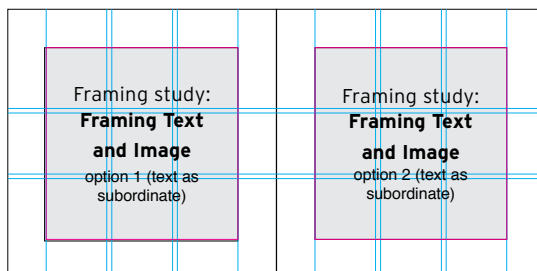 Framing study:
Framing Text
and Image
option 1 (text as
subordinate)
Framing study:
Framing Text
and Image
option 2 (text as
subordinate)